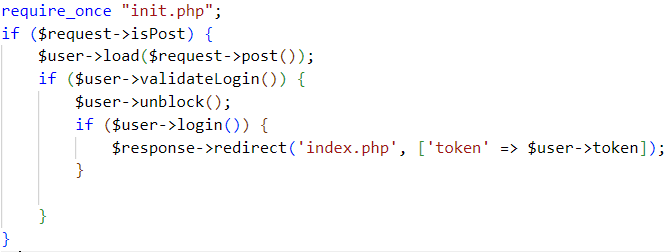 require_once "init.php";
if ($request->isPost) {
    $user->load($request->post());
    if ($user->validateLogin()) {
        $user->unblock();
        if ($user->login()) {
            $response->redirect('index.php', ['token' => $user->token]);
        }
    }
}